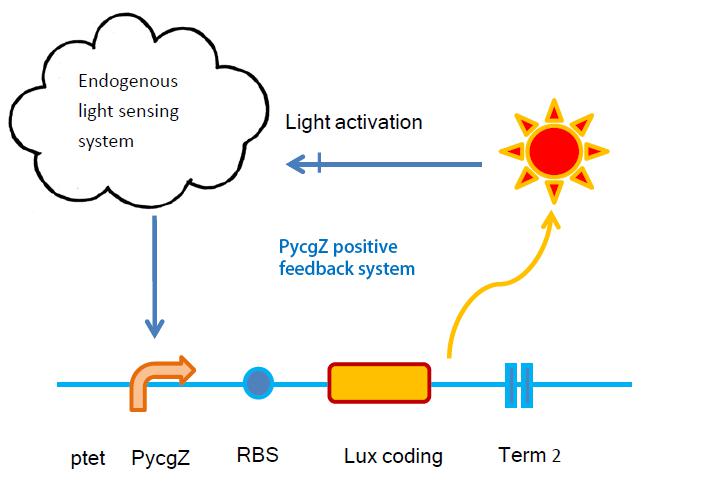 Endogenous
light sensing
system
Light activation
PycgZ positive
feedback system
ptet PycgZ RBS Lux coding Term 2